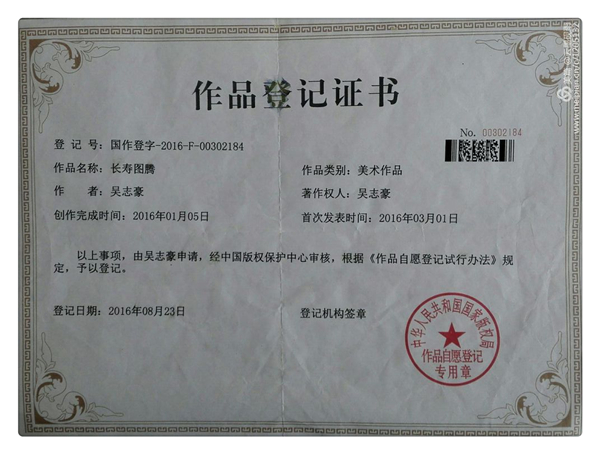 作品登记证书
No. 00302184
登 记 号：国作登字-2016-F-00302184
作品名称：长寿图腾
作品类别：美术作品
作 者：吴志豪
著作权人：吴志豪
创作完成时间：2016年01月05日
首次发表时间：2016年03月01日
以上事项，由吴志豪申请，经中国版权保护中心审核，根据《作品自愿登记试行办法》规
定，予以登记。
登记日期：2016年08月23日
登记机构签章
中华人民共和国国家版权局
作品自愿登记
专用章